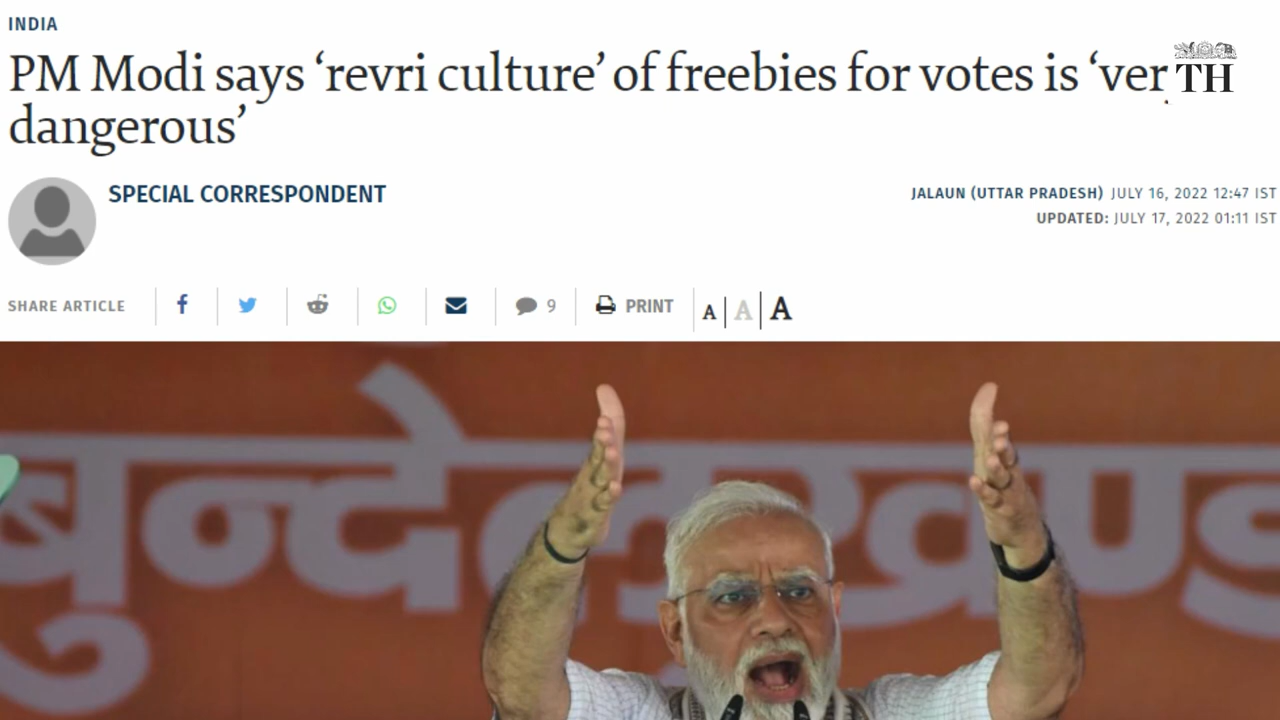 INDIA
PM Modi says ‘revri culture’ of freebies for votes is ‘ver
TH
dangerous’
SPECIAL CORRESPONDENT
JALAUN (UTTAR PRADESH) JULY 16, 2022 12:47 IST
UPDATED: JULY 17, 2022 01:11 IST
SHARE ARTICLE
9
PRINT
A A A
बुन्देलखण्ड